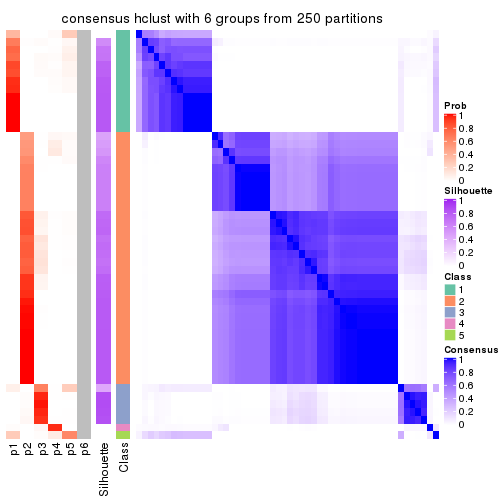 consensus hclust with 6 groups from 250 partitions
Prob
1
0.8
0.6
0.4
0.2
0
Silhouette
1
0.8
0.6
0.4
0.2
0
Class
1
2
3
4
5
Consensus
1
0.8
0.6
0.4
0.2
0
p1
p2
p3
p4
p5
p6
Silhouette
Class